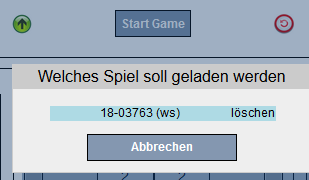 Start Game
Welches Spiel soll geladen werden
18-03763 (ws) löschen
Abbrechen